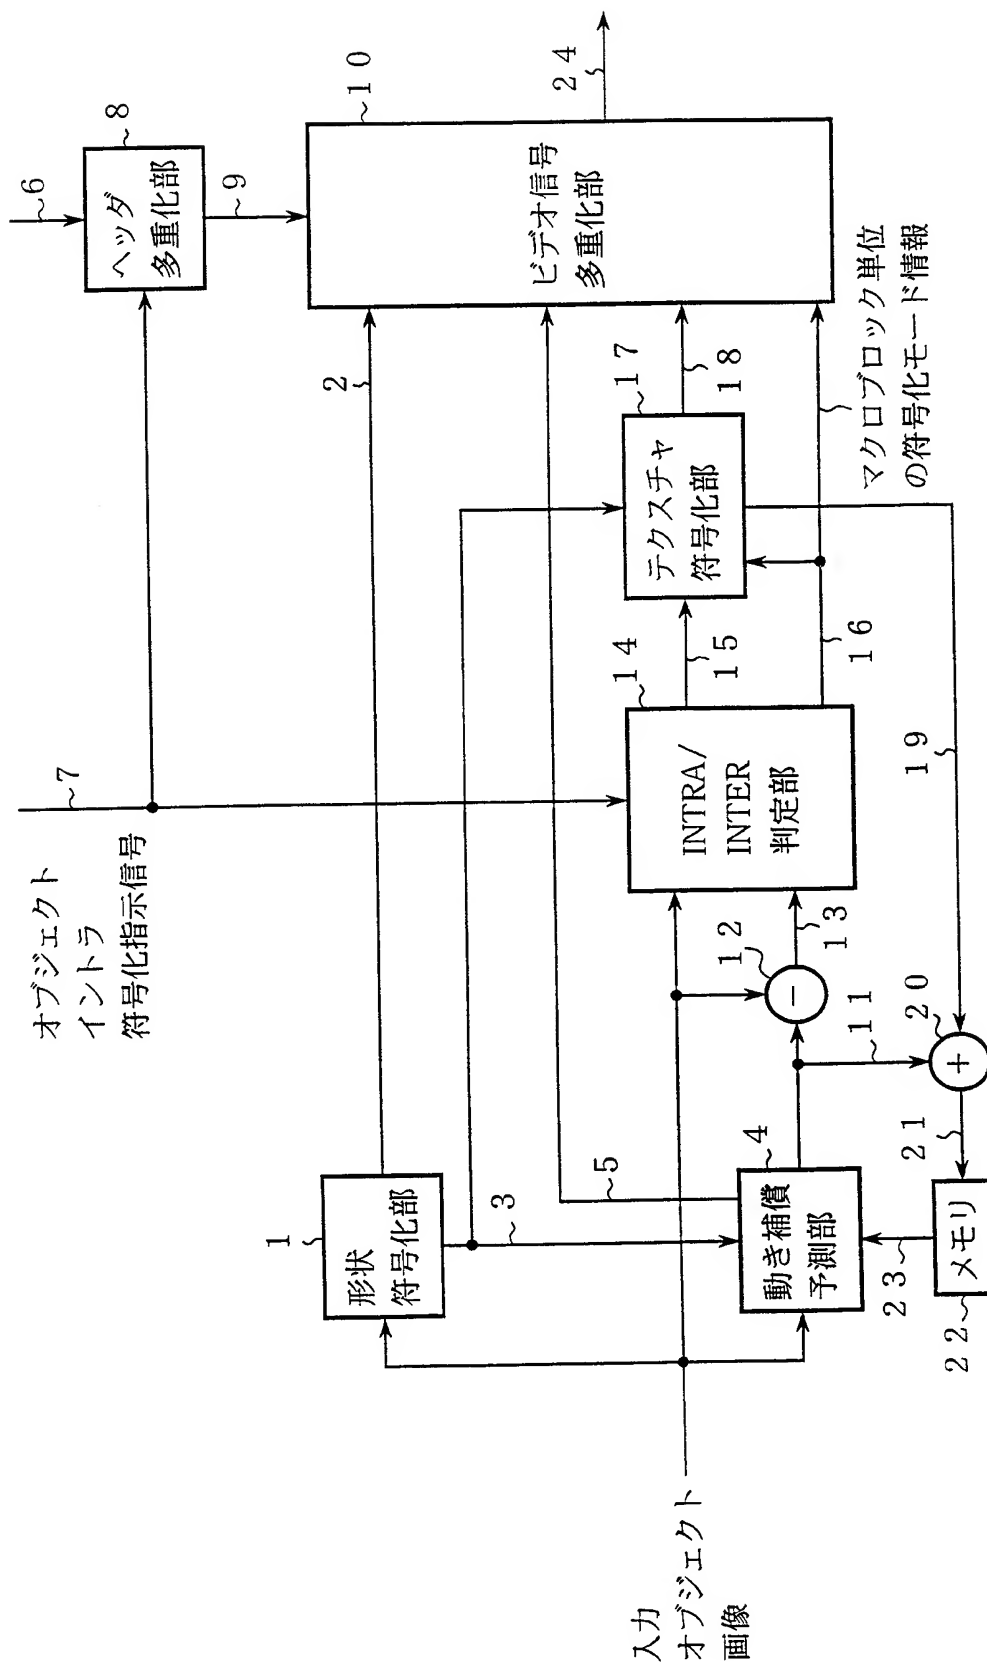 入力
オブジェクト
画像
オブジェクト
イントラ
符号化指示信号
7
6
ヘッダ
多重化部
8
9
1
形状
符号化部
2
3
5
動き補償
予測部
4
11
12
−
13
INTRA/
INTER
判定部
14
15
16
テクスチャ
符号化部
17
18
マクロブロック単位
の符号化モード情報
ビデオ信号
多重化部
10
24
19
20
+
21
メモリ
22
23